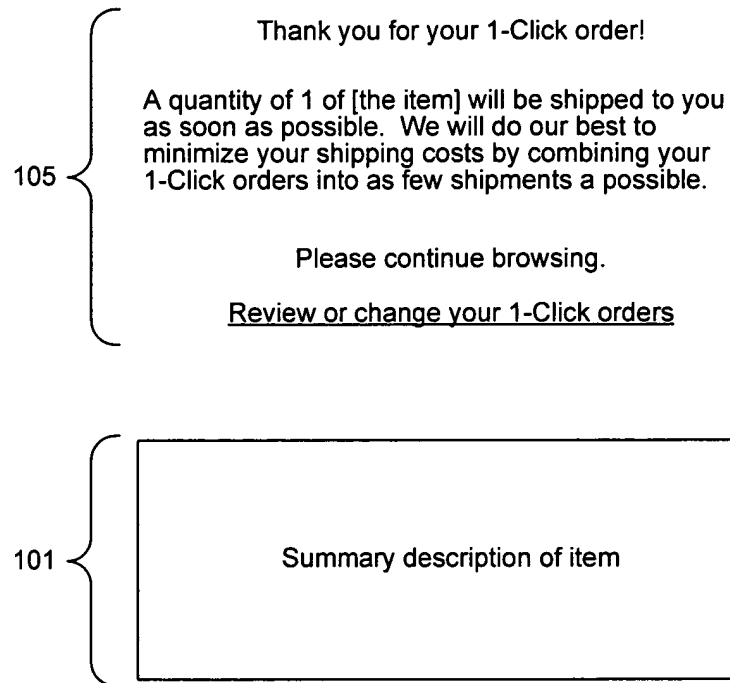 Thank you for your 1-Click order!
A quantity of 1 of [the item] will be shipped to you
as soon as possible. We will do our best to
minimize your shipping costs by combining your
1-Click orders into as few shipments a possible.
105
Please continue browsing.
Review or change your 1-Click orders
101
Summary description of item